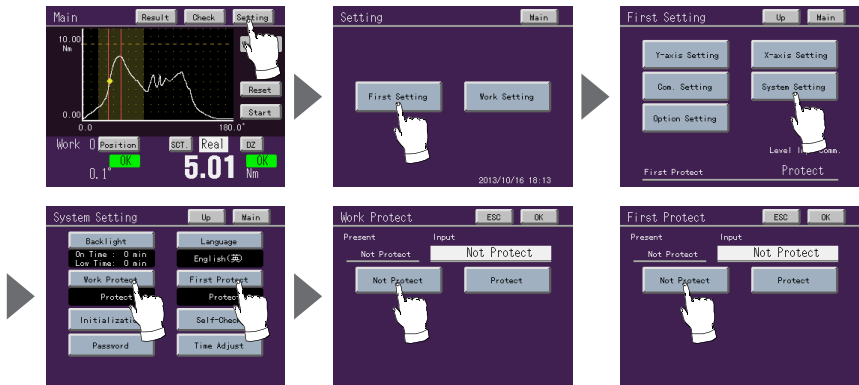 Main Result Check Setting
10.00
Nm
Reset
0.00
Start
0.0 180.0°
Work 0 Position SCT. Real DZ
OK OK
0.1° 5.01 Nm
Setting Main
First Setting Work Setting
2013/10/16 18:13
First Setting Up Main
Y-axis Setting X-axis Setting
Com. Setting System Setting
Option Setting
Level Comm.
First Protect Protect
System Setting Up Main
Backlight Language
On Time : 0 min
Low Time: 0 min
English(英)
Work Protect First Protect
Protect Protect
Initializati Self-Chec
Password Time Adjust
Work Protect ESC OK
Present Input
Not Protect Not Protect
Not Protect Protect
First Protect ESC OK
Present Input
Not Protect Not Protect
Not Protect Protect